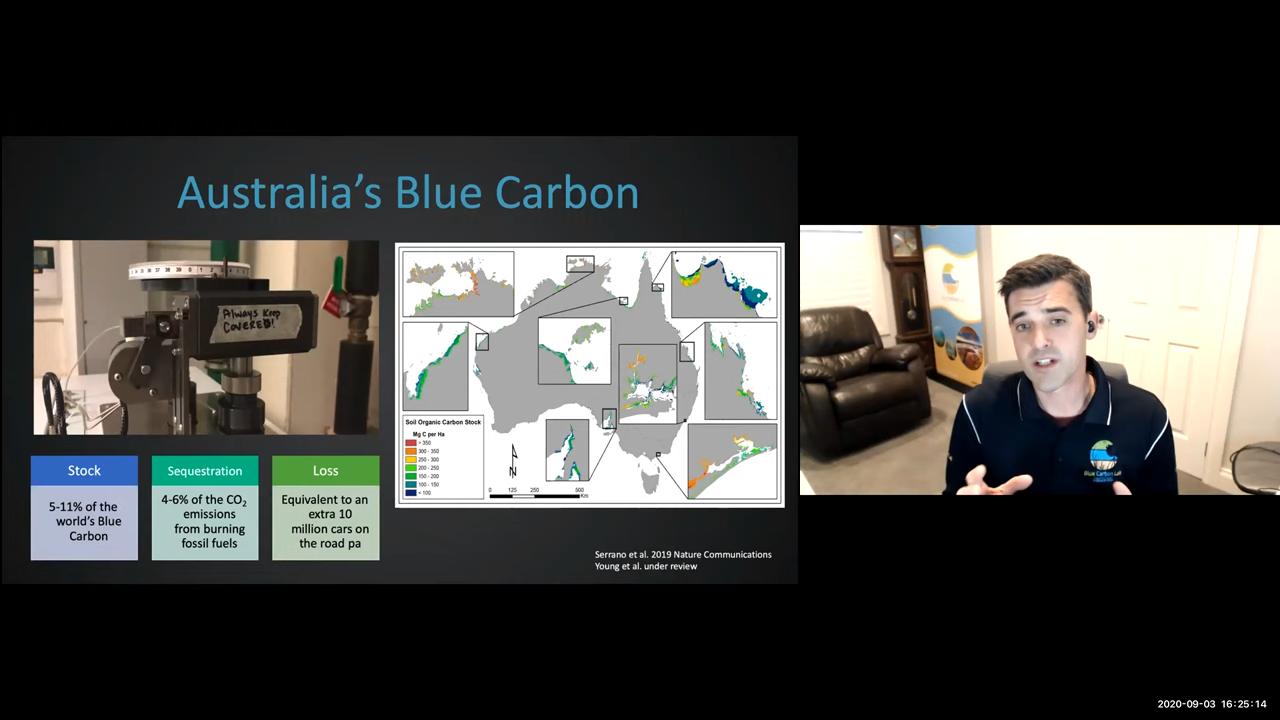 Australia's Blue Carbon
Always Keep
COVERED!
Stock
5-11% of the
world's Blue
Carbon
Sequestration
4-6% of the CO2
emissions
from burning
fossil fuels
Loss
Equivalent to an
extra 10
million cars on
the road pa
Soil Organic Carbon Stock
Mg C per Ha
> 350
300 - 350
250 - 300
200 - 250
150 - 200
100 - 150
< 100
N
0 125 250 500
Km
Serrano et al. 2019 Nature Communications
Young et al. under review
Blue Carbon Lab
2020-09-03 16:25:14